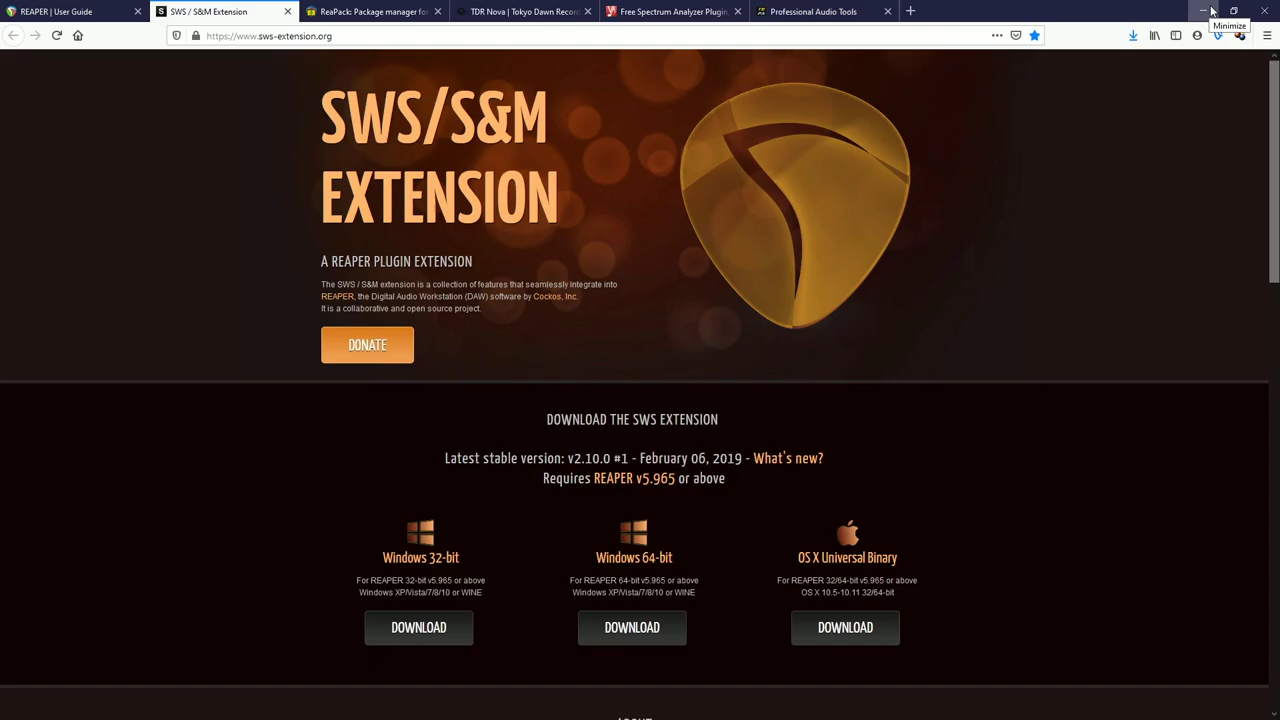 REAPER | User Guide
SWS / S&M Extension
ReaPack: Package manager for
TDR Nova | Tokyo Dawn Record
Free Spectrum Analyzer Plugin,
Professional Audio Tools
https://www.sws-extension.org
Minimize
SWS/S&M
EXTENSION
A REAPER PLUGIN EXTENSION
The SWS / S&M extension is a collection of features that seamlessly integrate into
REAPER, the Digital Audio Workstation (DAW) software by Cockos, Inc.
It is a collaborative and open source project.
DONATE
DOWNLOAD THE SWS EXTENSION
Latest stable version: v2.10.0 #1 - February 06, 2019 - What's new?
Requires REAPER v5.965 or above
Windows 32-bit
For REAPER 32-bit v5.965 or above
Windows XP/Vista/7/8/10 or WINE
DOWNLOAD
Windows 64-bit
For REAPER 64-bit v5.965 or above
Windows XP/Vista/7/8/10 or WINE
DOWNLOAD
OS X Universal Binary
For REAPER 32/64-bit v5.965 or above
OS X 10.5-10.11 32/64-bit
DOWNLOAD